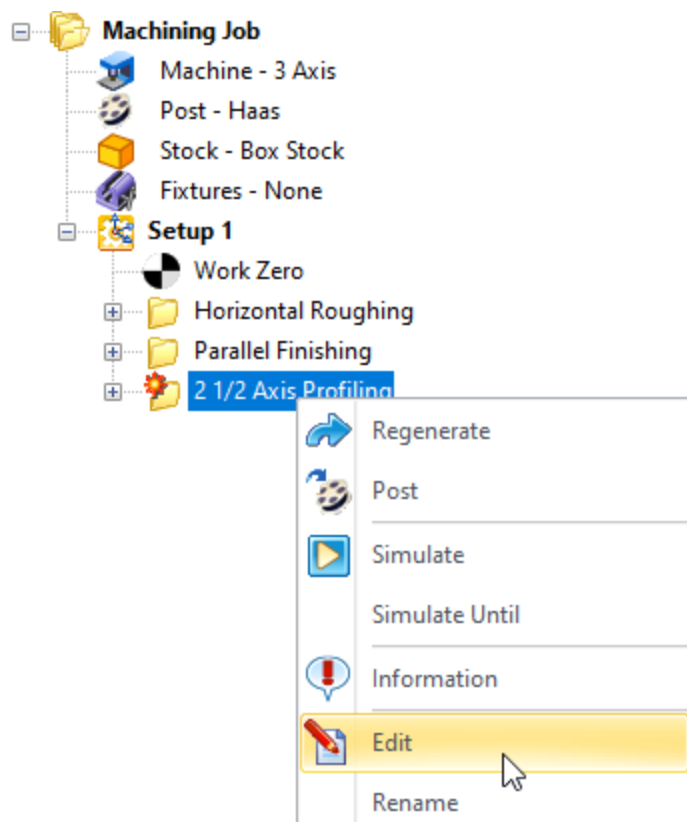 Machining Job
Machine - 3 Axis
Post - Haas
Stock - Box Stock
Fixtures - None
Setup 1
Work Zero
Horizontal Roughing
Parallel Finishing
2 1/2 Axis Profiling
Regenerate
Post
Simulate
Simulate Until
Information
Edit
Rename